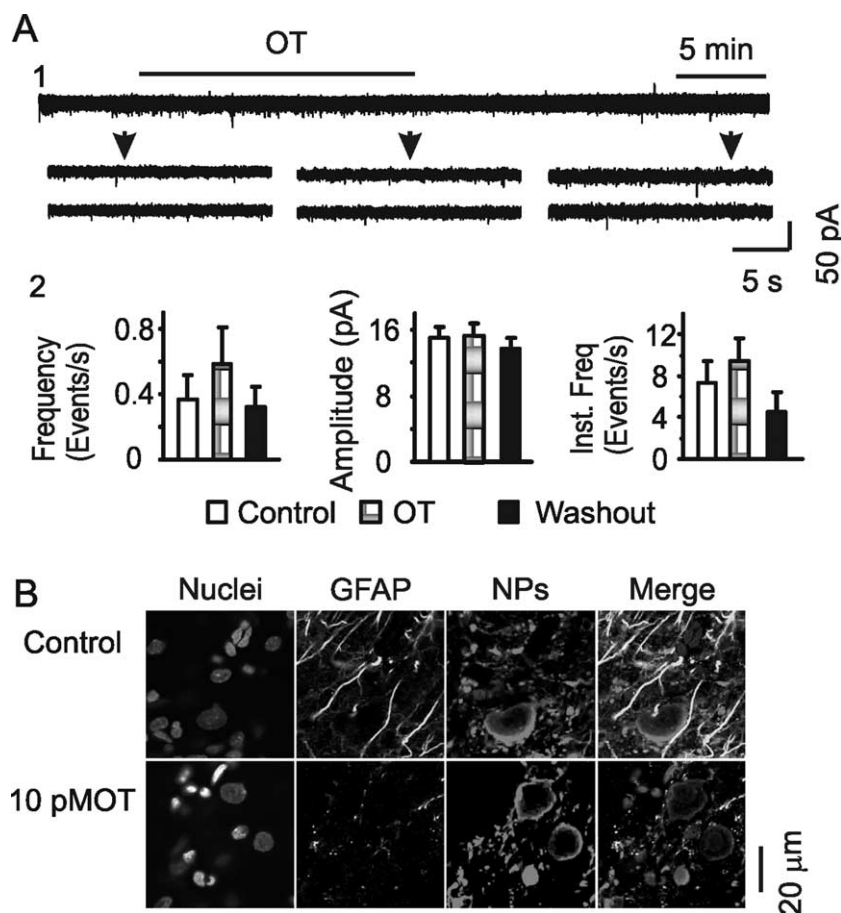 A
OT
5 min
1
50 pA
5 s
2
Frequency (Events/s)
0.8
0.4
0
Amplitude (pA)
16
8
0
Inst. Freq (Events/s)
12
8
4
0
Control OT Washout
B
Nuclei GFAP NPs Merge
Control
10 pMOT
20 μm